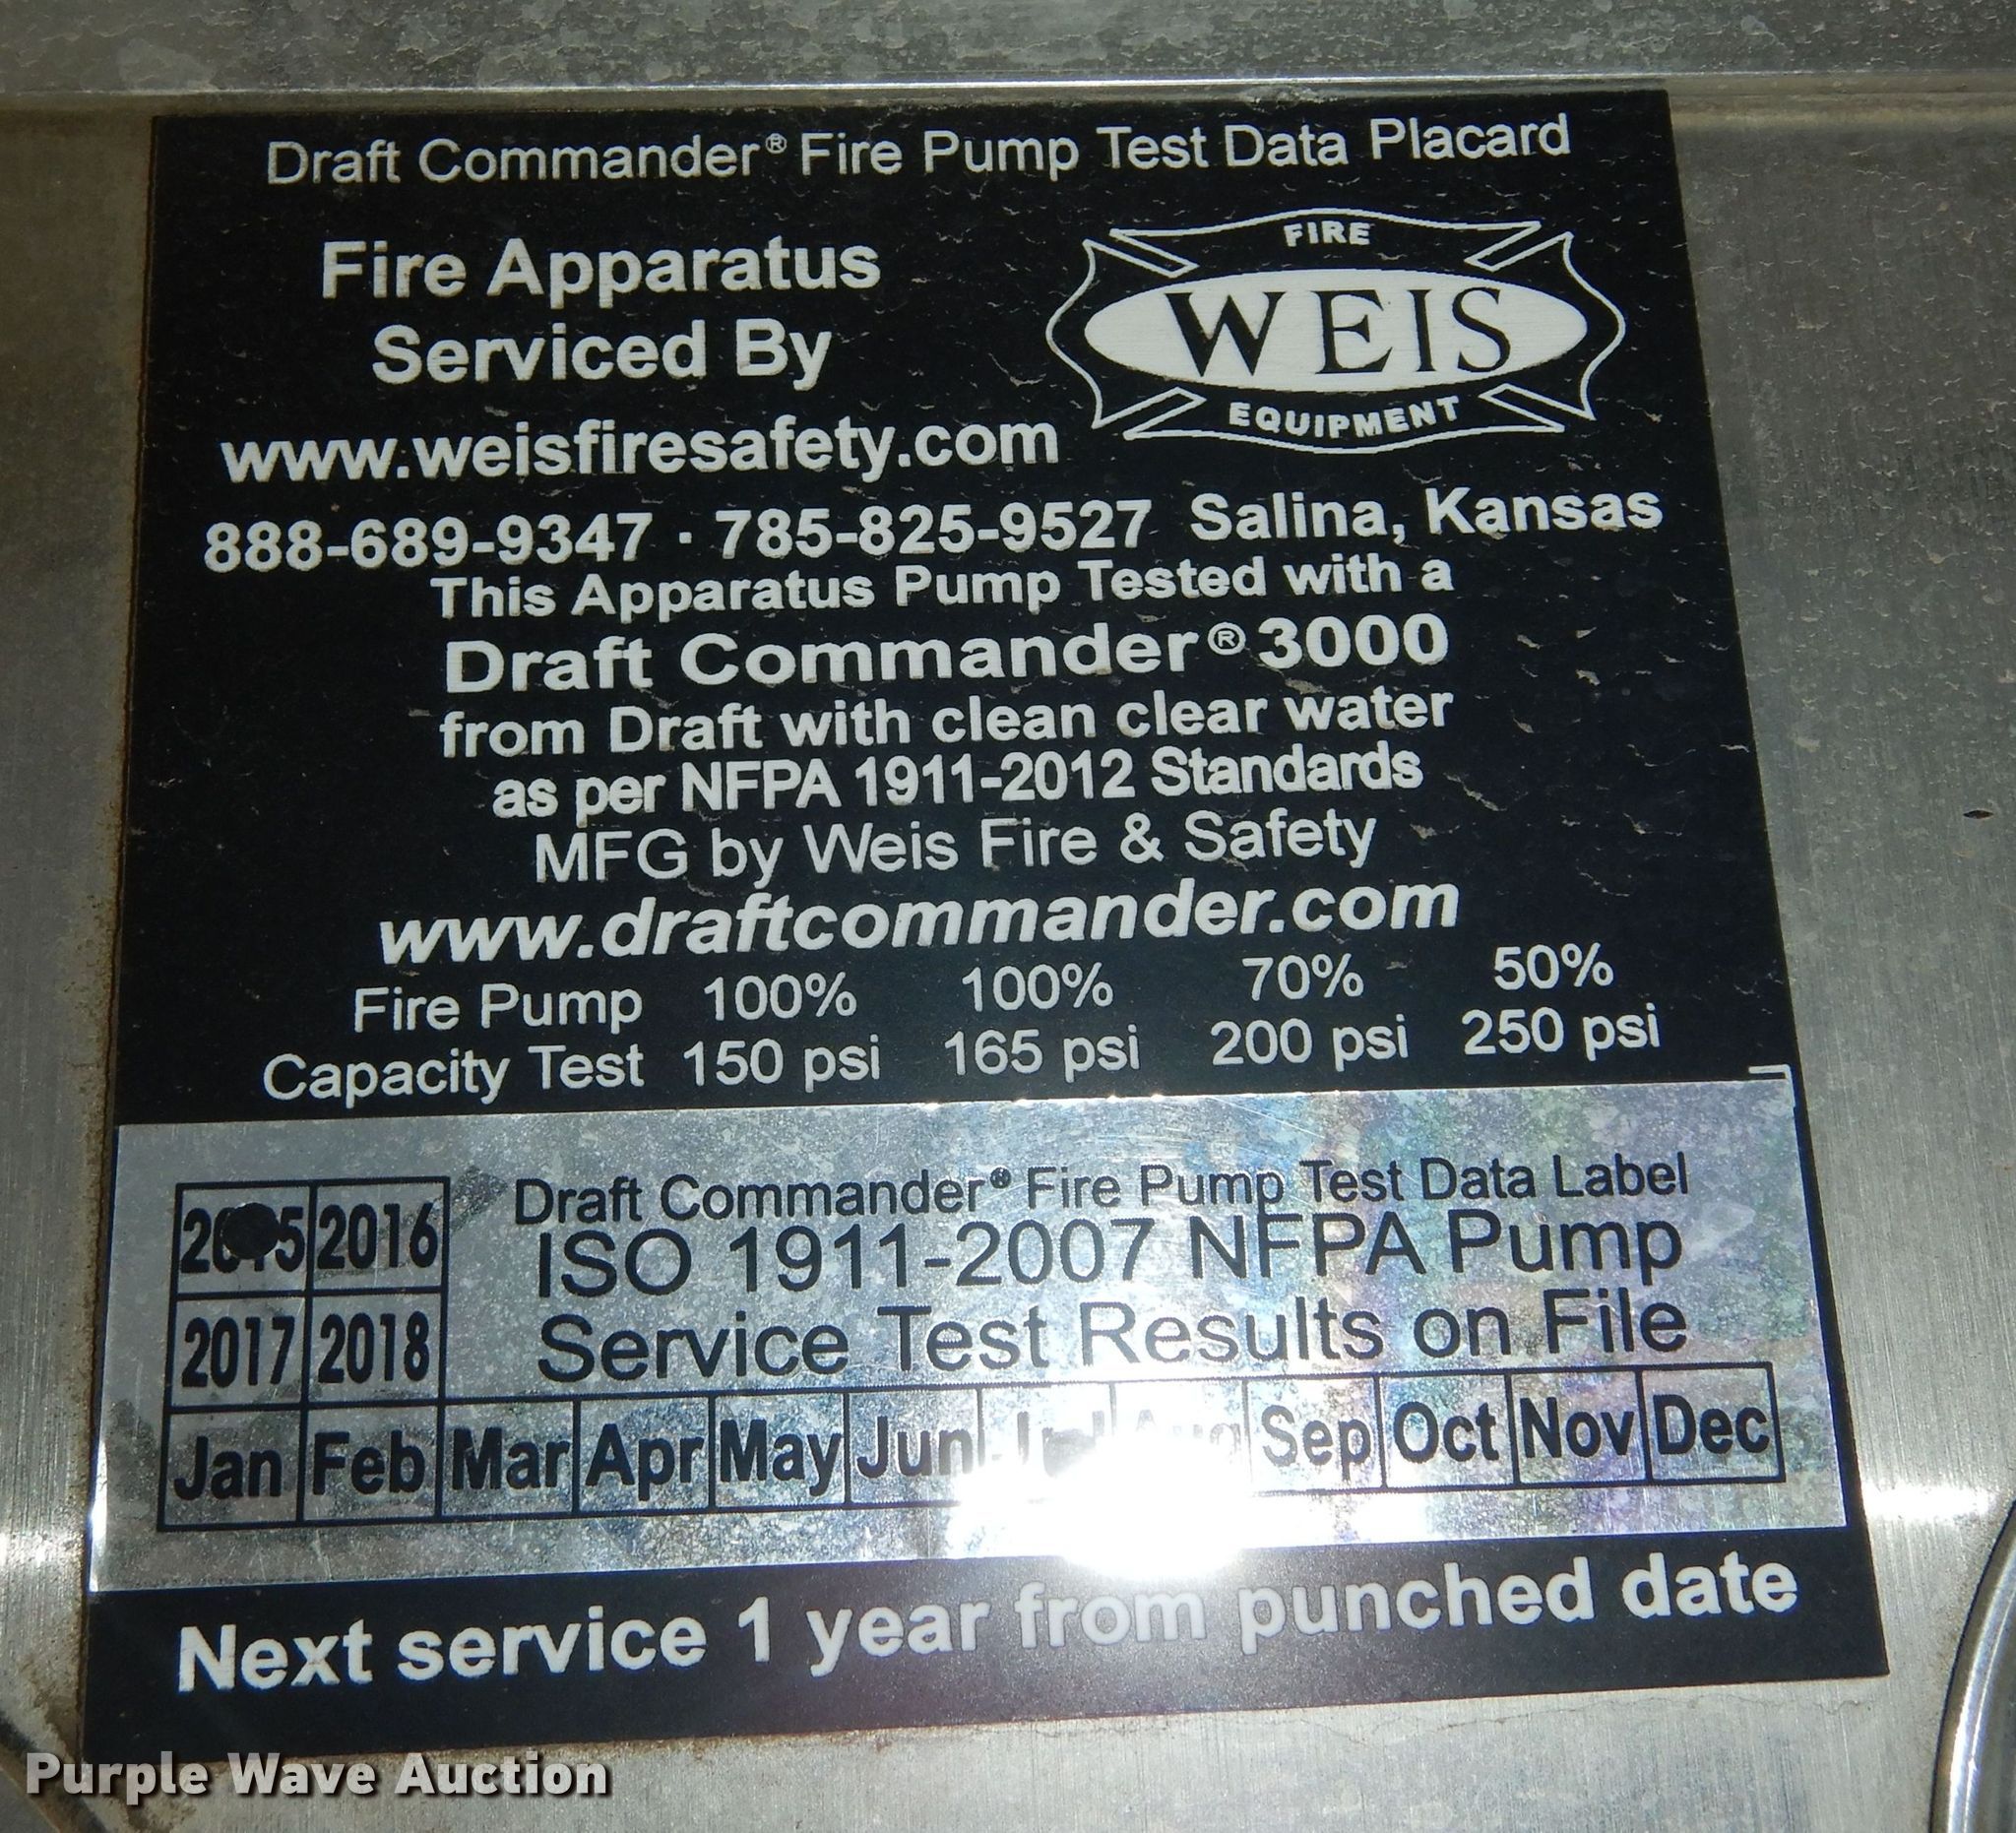 Draft Commander® Fire Pump Test Data Placard
Fire Apparatus
Serviced By
FIRE
WEIS
EQUIPMENT
www.weisfiresafety.com
888-689-9347 · 785-825-9527 Salina, Kansas
This Apparatus Pump Tested with a
Draft Commander® 3000
from Draft with clean clear water
as per NFPA 1911-2012 Standards
MFG by Weis Fire & Safety
www.draftcommander.com
Fire Pump 100% 100% 70% 50%
Capacity Test 150 psi 165 psi 200 psi 250 psi
Draft Commander® Fire Pump Test Data Label
2016
ISO 1911-2007 NFPA Pump
2017 2018
Service Test Results on File
Jan Feb Mar Apr May Jun Aug Sep Oct Nov Dec
Next service 1 year from punched date
Purple Wave Auction